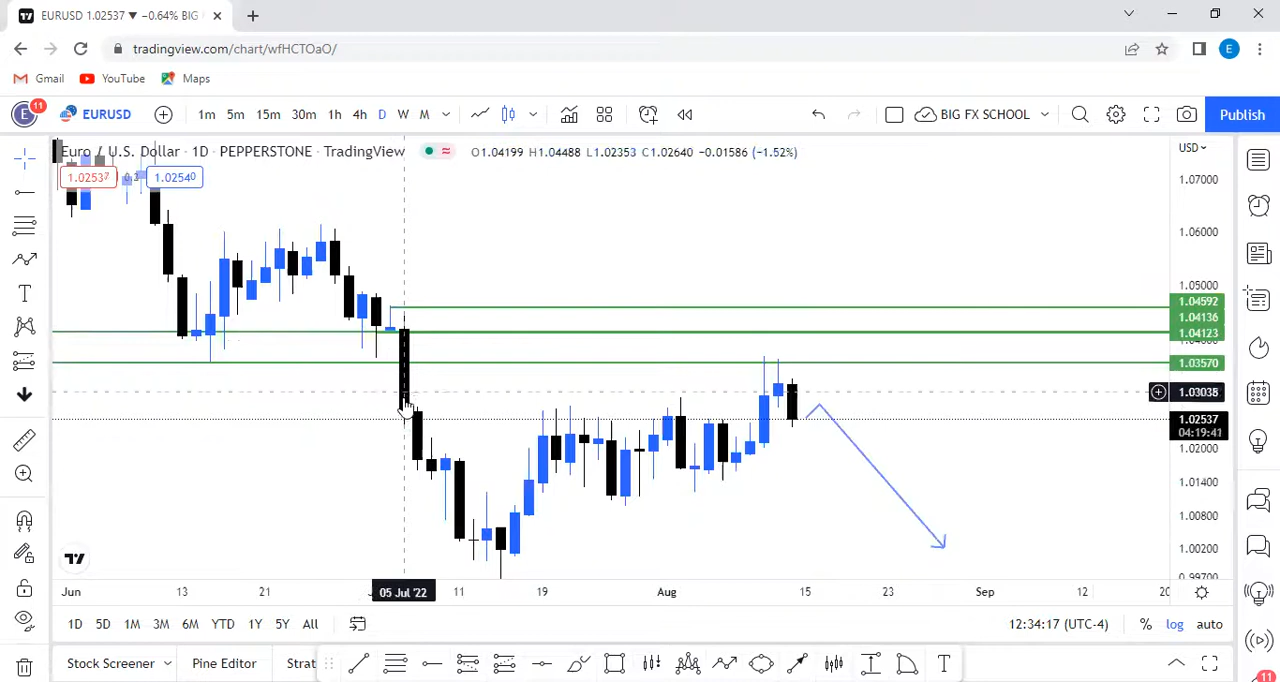 EURUSD 1.02537 ▼ −0.64% BIG
tradingview.com/chart/wfHCTOaO/
E
Gmail YouTube Maps
E 11 EURUSD 1m 5m 15m 30m 1h 4h D W M BIG FX SCHOOL Publish
Euro / U.S. Dollar · 1D · PEPPERSTONE · TradingView O1.04199 H1.04488 L1.02353 C1.02640 −0.01586 (−1.52%) USD
1.02537 1.02540
1.07000
1.06000
1.05000
1.04592
1.04136
1.04123
1.03570
1.03038
1.02537
04:19:41
1.02000
1.01400
1.00800
1.00200
0.99700
Jun 13 21 05 Jul '22 11 19 Aug 15 23 Sep 12 20
1D 5D 1M 3M 6M YTD 1Y 5Y All 12:34:17 (UTC-4) % log auto
Stock Screener Pine Editor Strat T
11